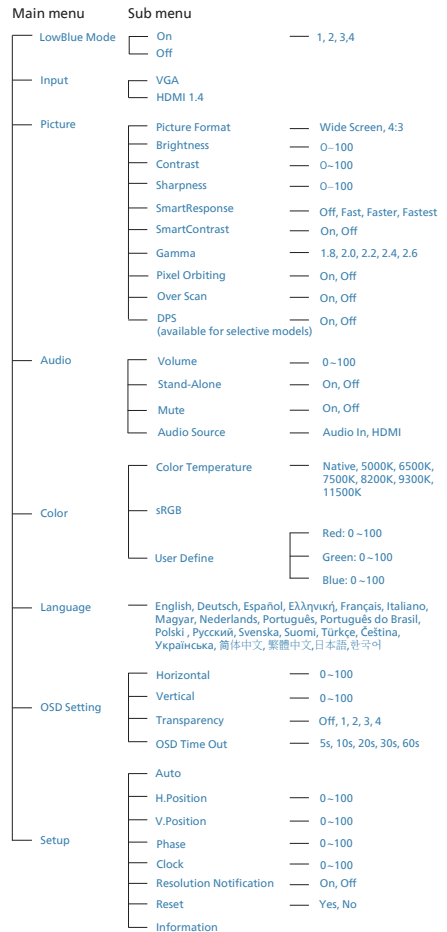 Main menu Sub menu
LowBlue Mode On 1, 2, 3,4
Off
Input VGA
HDMI 1.4
Picture Picture Format Wide Screen, 4:3
Brightness 0~100
Contrast 0~100
Sharpness 0~100
SmartResponse Off, Fast, Faster, Fastest
SmartContrast On, Off
Gamma 1.8, 2.0, 2.2, 2.4, 2.6
Pixel Orbiting On, Off
Over Scan On, Off
DPS On, Off
(available for selective models)
Audio Volume 0~100
Stand-Alone On, Off
Mute On, Off
Audio Source Audio In, HDMI
Color Temperature Native, 5000K, 6500K,
7500K, 8200K, 9300K,
11500K
Color sRGB
Red: 0 ~100
User Define Green: 0 ~100
Blue: 0 ~100
Language English, Deutsch, Español, Ελληνική, Français, Italiano,
Magyar, Nederlands, Português, Português do Brasil,
Polski , Русский, Svenska, Suomi, Türkçe, Čeština,
Українська, 简体中文, 繁體中文,日本語,한국어
Horizontal 0~100
Vertical 0~100
OSD Setting Transparency Off, 1, 2, 3, 4
OSD Time Out 5s, 10s, 20s, 30s, 60s
Auto
H.Position 0~100
V.Position 0~100
Setup Phase 0~100
Clock 0~100
Resolution Notification On, Off
Reset Yes, No
Information